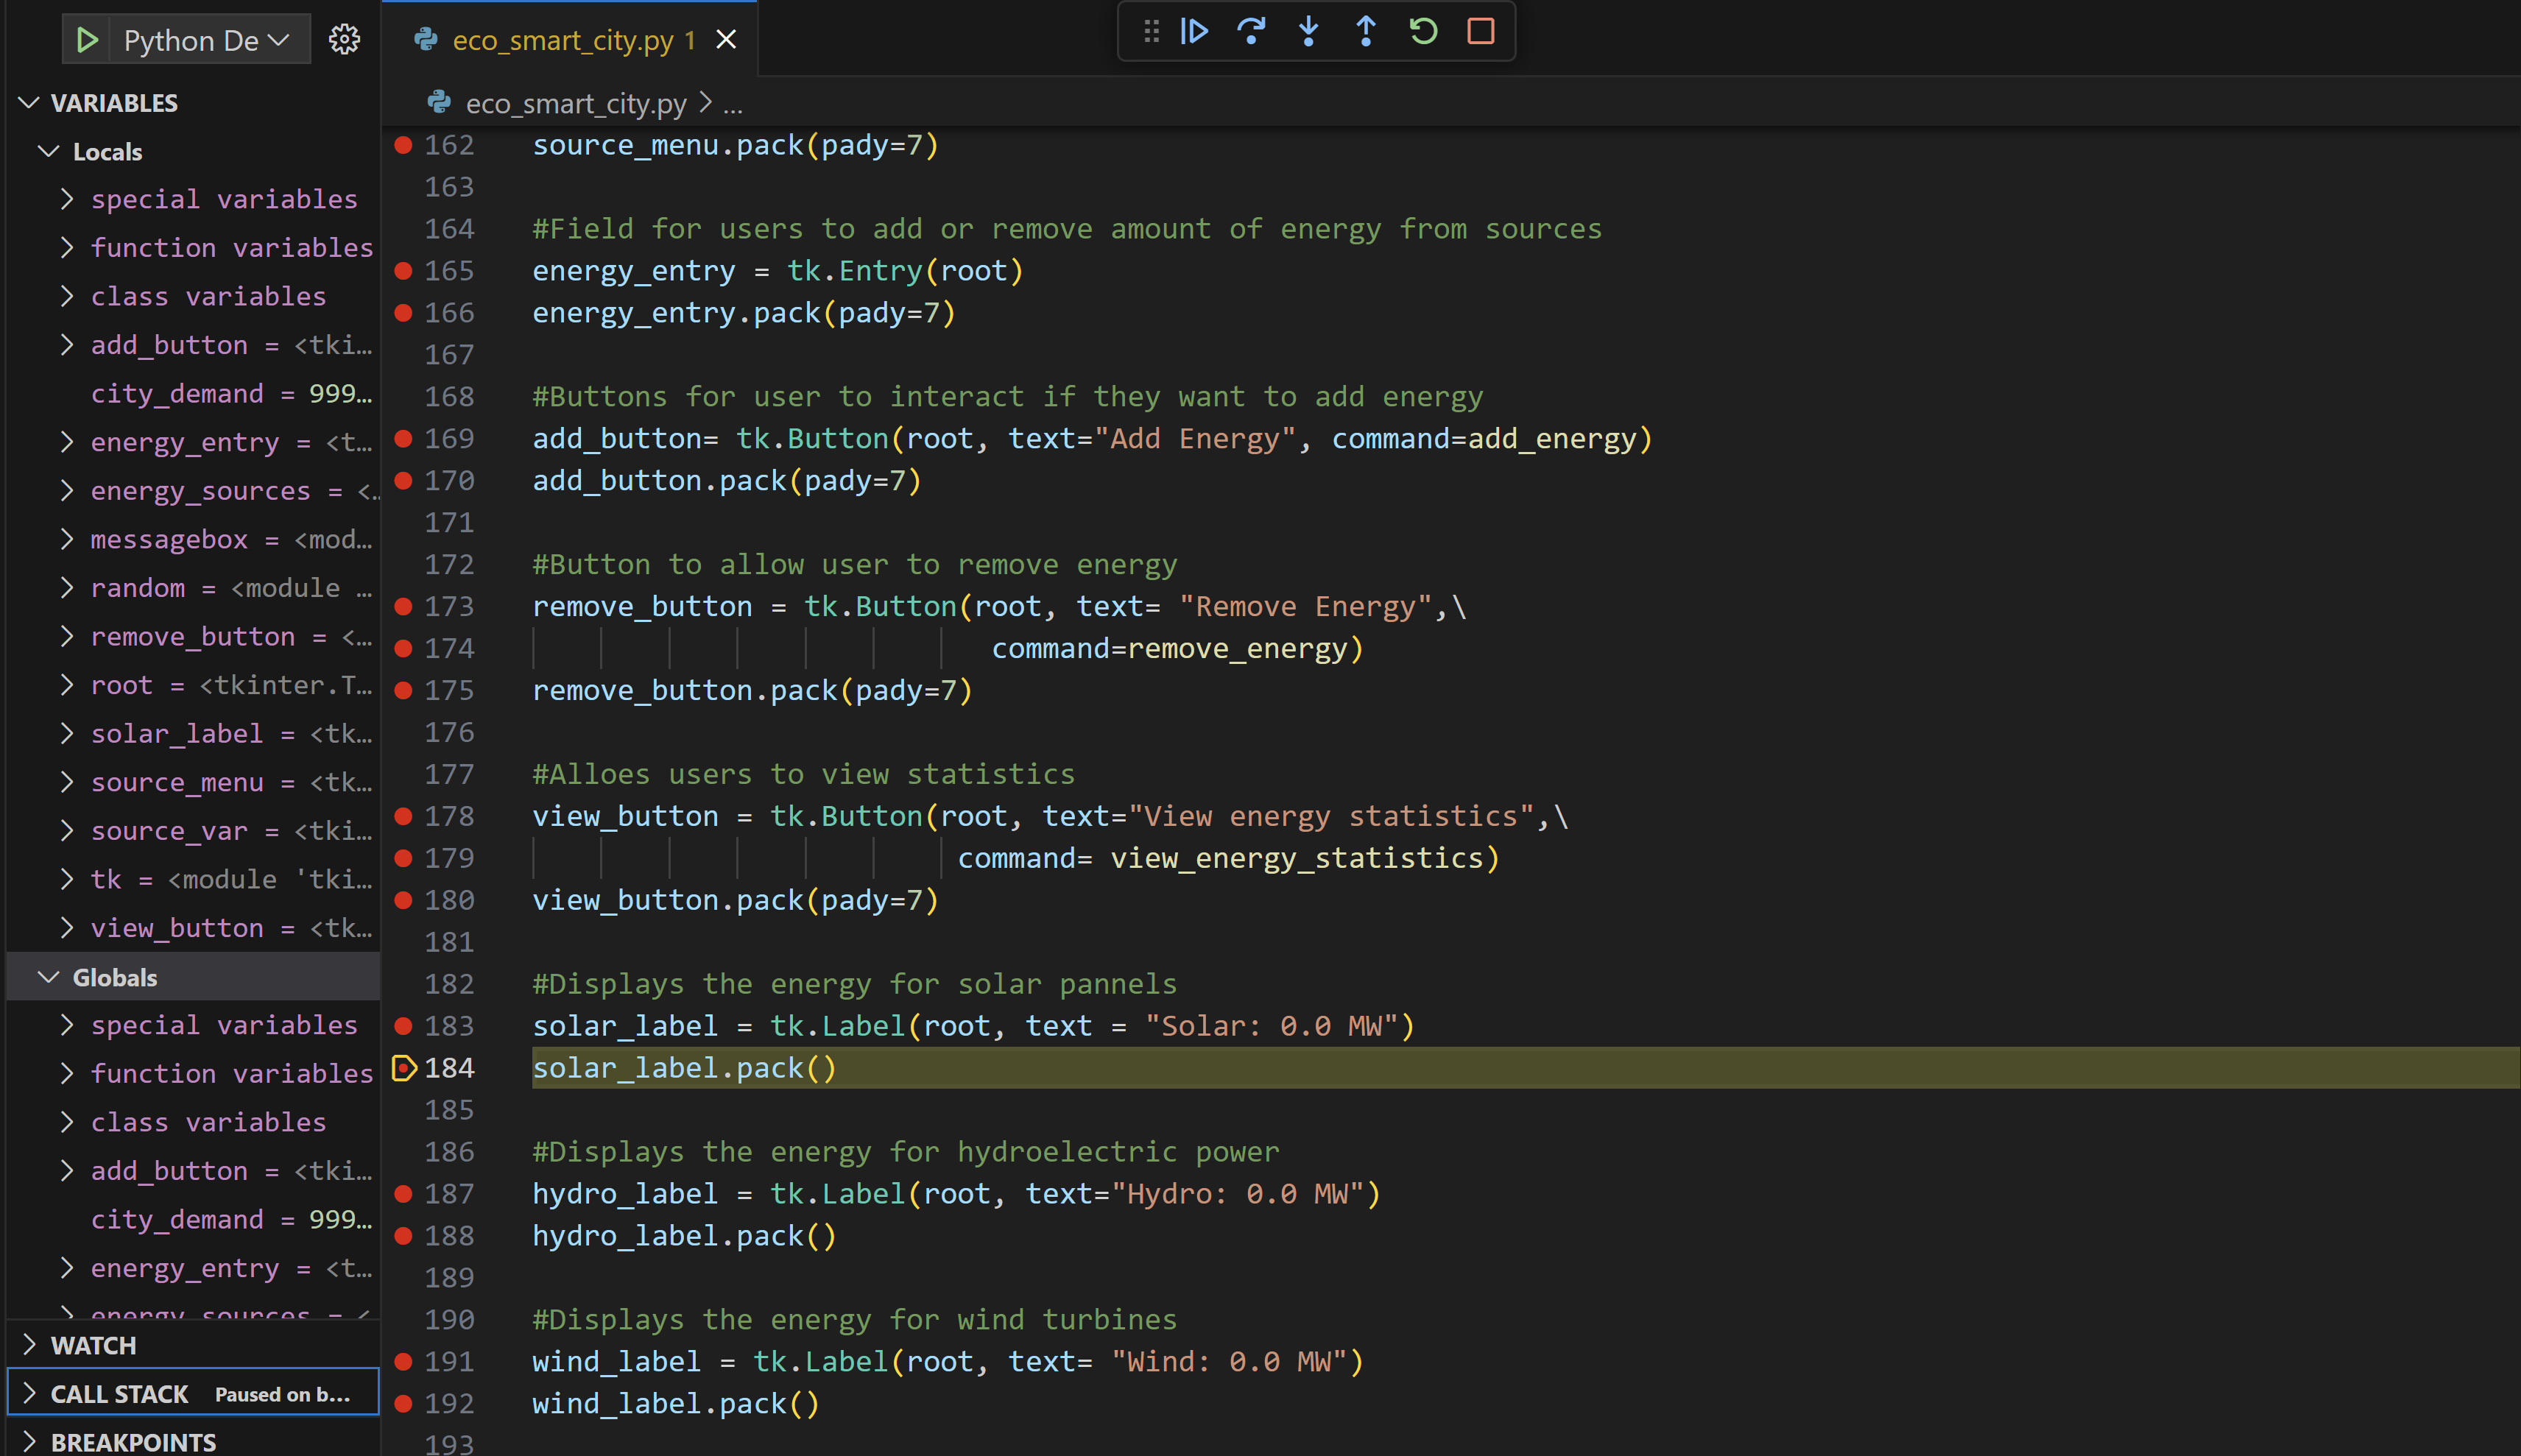 Python De
VARIABLES
Locals
special variables
function variables
class variables
add_button = <tki…
city_demand = 999…
energy_entry = <t…
energy_sources = <…
messagebox = <mod…
random = <module …
remove_button = <…
root = <tkinter.T…
solar_label = <tk…
source_menu = <tk…
source_var = <tki…
tk = <module 'tki…
view_button = <tk…
Globals
special variables
function variables
class variables
add_button = <tki…
city_demand = 999…
energy_entry = <t…
energy_sources = <
WATCH
CALL STACK Paused on b…
BREAKPOINTS
eco_smart_city.py 1
eco_smart_city.py > ...
162 source_menu.pack(pady=7)
163
164 #Field for users to add or remove amount of energy from sources
165 energy_entry = tk.Entry(root)
166 energy_entry.pack(pady=7)
167
168 #Buttons for user to interact if they want to add energy
169 add_button= tk.Button(root, text="Add Energy", command=add_energy)
170 add_button.pack(pady=7)
171
172 #Button to allow user to remove energy
173 remove_button = tk.Button(root, text= "Remove Energy",\
174 command=remove_energy)
175 remove_button.pack(pady=7)
176
177 #Alloes users to view statistics
178 view_button = tk.Button(root, text="View energy statistics",\
179 command= view_energy_statistics)
180 view_button.pack(pady=7)
181
182 #Displays the energy for solar pannels
183 solar_label = tk.Label(root, text = "Solar: 0.0 MW")
184 solar_label.pack()
185
186 #Displays the energy for hydroelectric power
187 hydro_label = tk.Label(root, text="Hydro: 0.0 MW")
188 hydro_label.pack()
189
190 #Displays the energy for wind turbines
191 wind_label = tk.Label(root, text= "Wind: 0.0 MW")
192 wind_label.pack()
193